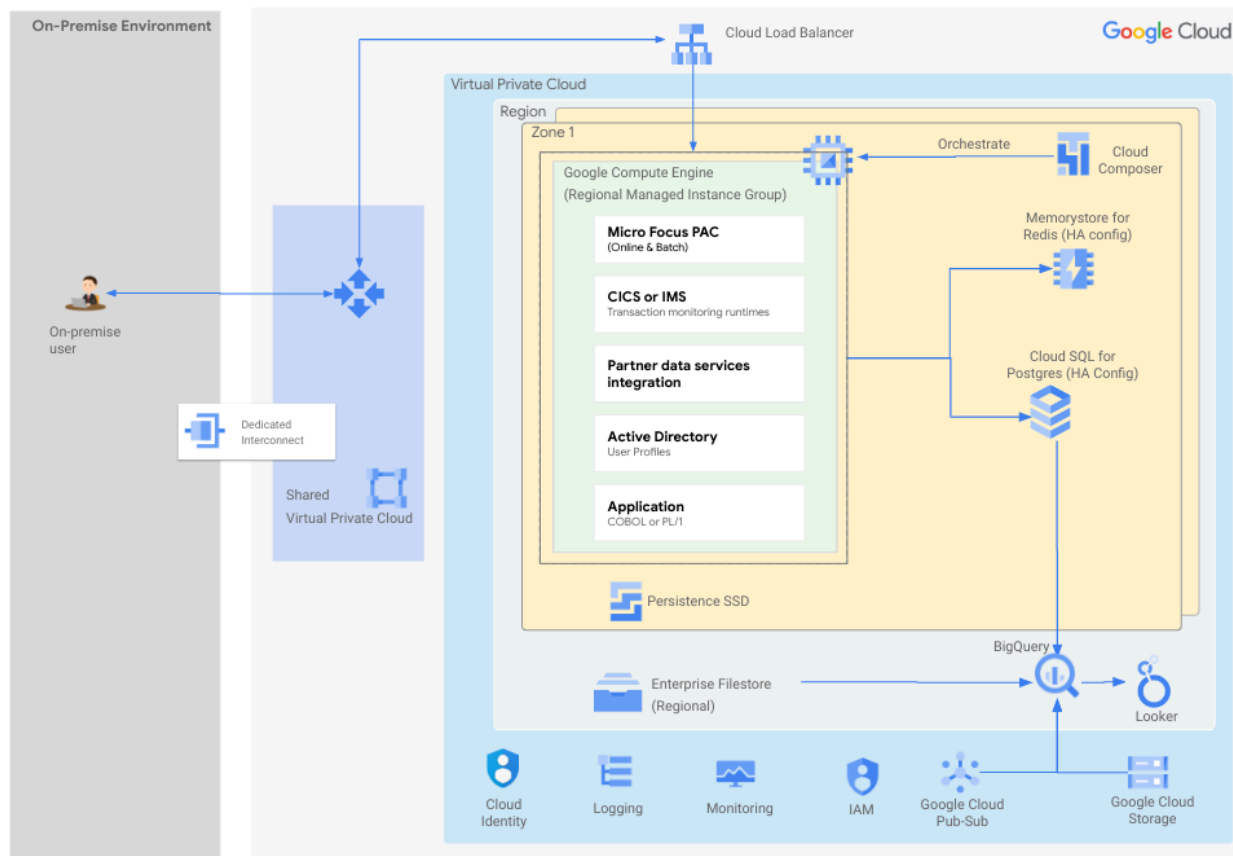 On-Premise Environment
Cloud Load Balancer
Google Cloud
Virtual Private Cloud
Region
Zone 1
Google Compute Engine
(Regional Managed Instance Group)
Micro Focus PAC
(Online & Batch)
CICS or IMS
Transaction monitoring runtimes
Partner data services
integration
Active Directory
User Profiles
Application
COBOL or PL/1
Orchestrate
Cloud
Composer
Memorystore for
Redis (HA config)
Cloud SQL for
Postgres (HA Config)
On-premise
user
Dedicated
Interconnect
Shared
Virtual Private Cloud
Persistence SSD
BigQuery
Enterprise Filestore
(Regional)
Looker
Cloud
Identity
Logging
Monitoring
IAM
Google Cloud
Pub-Sub
Google Cloud
Storage